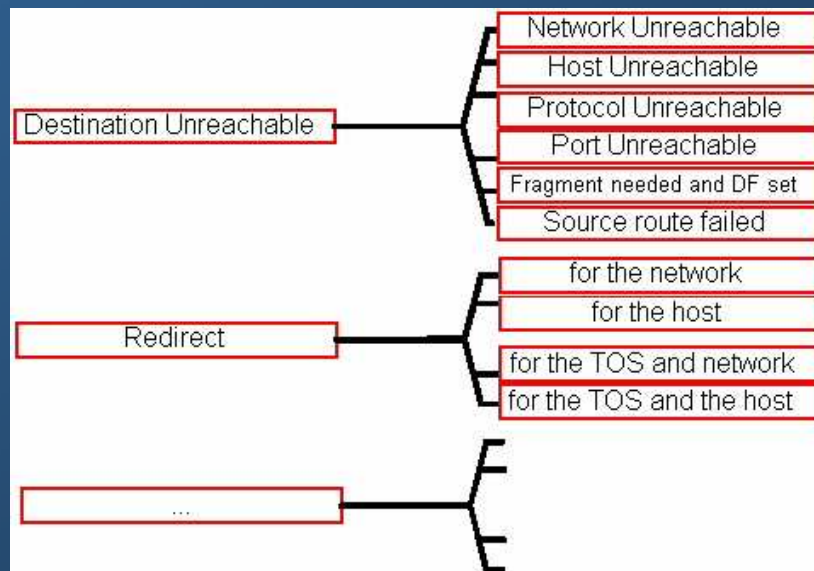 Network Unreachable
Host Unreachable
Protocol Unreachable
Destination Unreachable
Port Unreachable
Fragment needed and DF set
Source route failed
for the network
for the host
Redirect
for the TOS and network
for the TOS and the host
...